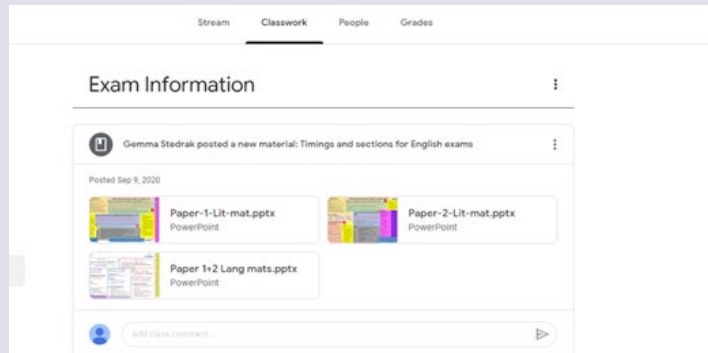 Stream Classwork People Grades
Exam Information
Gemma Stedrak posted a new material: Timings and sections for English exams
Posted Sep 9, 2020
Paper-1-Lit-mat.pptx
PowerPoint
Paper-2-Lit-mat.pptx
PowerPoint
Paper 1+2 Lang mats.pptx
PowerPoint
Add class comment...